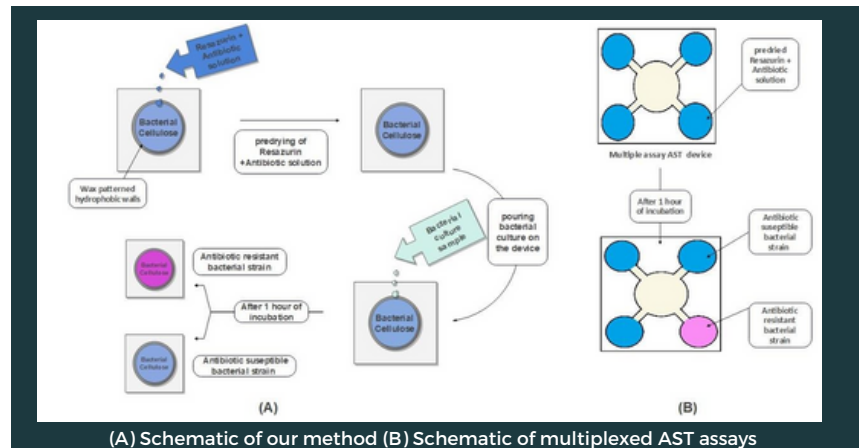 Resazurin +
Antibiotic
solution
Bacterial
Cellulose
Wax patterned
hydrophobic walls
predrying of
Resazurin
+Antibiotic solution
Bacterial
Cellulose
pouring
bacterial
culture on
the device
Bacterial
culture
sample
Bacterial
Cellulose
After 1 hour of
incubation
Antibiotic resistant
bacterial strain
Bacterial
Cellulose
Antibiotic suseptible
bacterial strain
Bacterial
Cellulose
(A)
predried
Resazurin +
Antibiotic
solution
Multiple assay AST device
After 1 hour
of incubation
Antibiotic
suseptible
bacterial
strain
Antibiotic
resistant
bacterial
strain
(B)
(A) Schematic of our method (B) Schematic of multiplexed AST assays